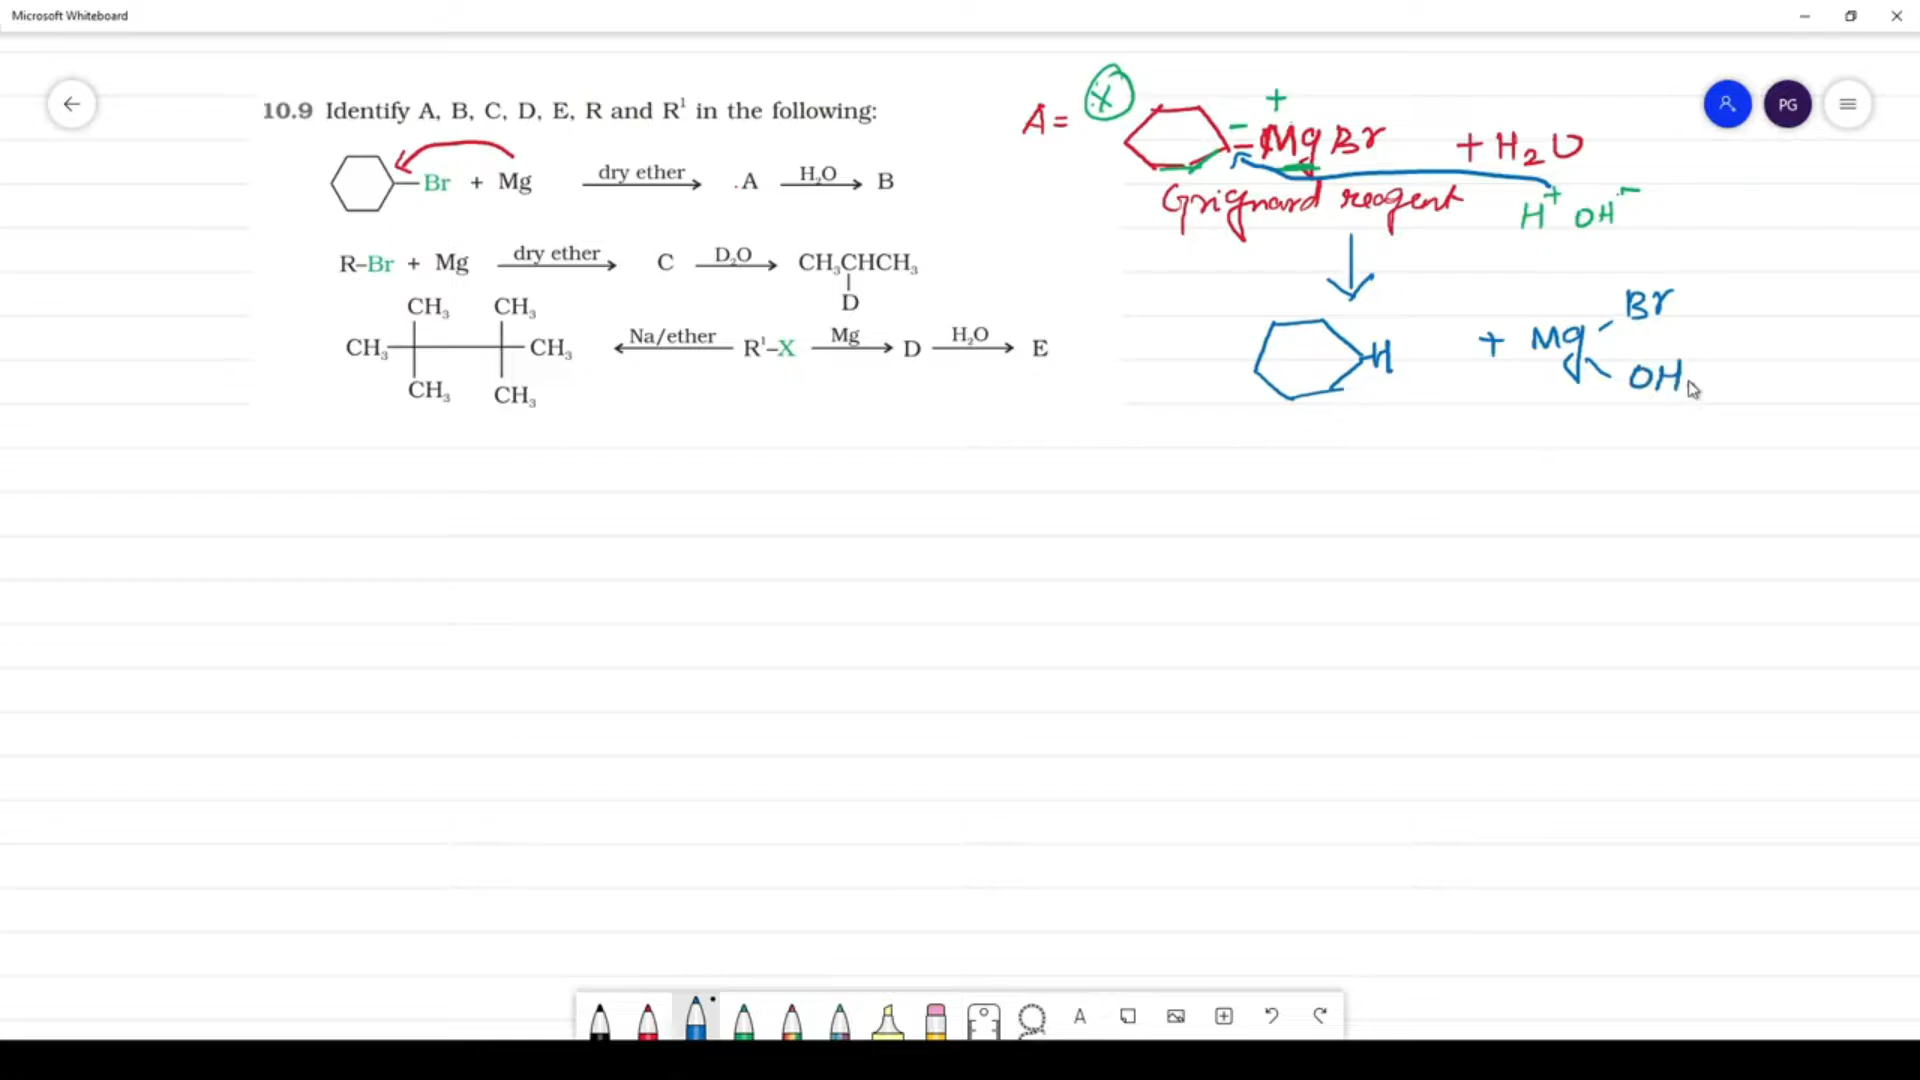 Microsoft Whiteboard
PG
10.9 Identify A, B, C, D, E, R and R¹ in the following:
Br + Mg dry ether .A H₂O B
R–Br + Mg dry ether C D₂O CH₃CHCH₃
D
CH₃ CH₃
CH₃ CH₃ Na/ether R¹–X Mg D H₂O E
CH₃ CH₃
A = X
− +
MgBr + H₂O
Grignard reagent H⁺ OH⁻
H + Mg Br
OH
A